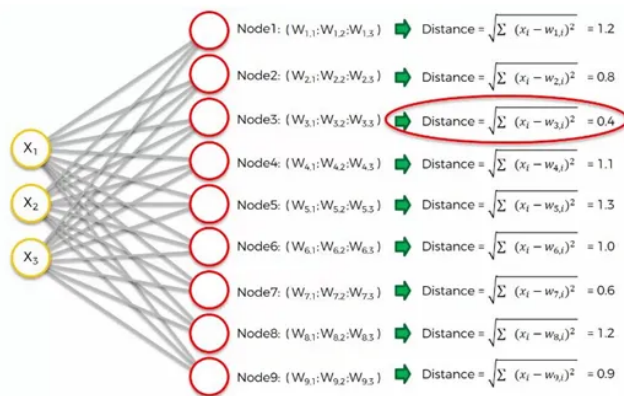 Node1: (W1,1:W1,2:W1,3) Distance = √∑ (xi − w1,i)² = 1.2
Node2: (W2,1:W2,2:W2,3) Distance = √∑ (xi − w2,i)² = 0.8
Node3: (W3,1:W3,2:W3,3) Distance = √∑ (xi − w3,i)² = 0.4
X1
Node4: (W4,1:W4,2:W4,3) Distance = √∑ (xi − w4,i)² = 1.1
X2
Node5: (W5,1:W5,2:W5,3) Distance = √∑ (xi − w5,i)² = 1.3
X3
Node6: (W6,1:W6,2:W6,3) Distance = √∑ (xi − w6,i)² = 1.0
Node7: (W7,1:W7,2:W7,3) Distance = √∑ (xi − w7,i)² = 0.6
Node8: (W8,1:W8,2:W8,3) Distance = √∑ (xi − w8,i)² = 1.2
Node9: (W9,1:W9,2:W9,3) Distance = √∑ (xi − w9,i)² = 0.9